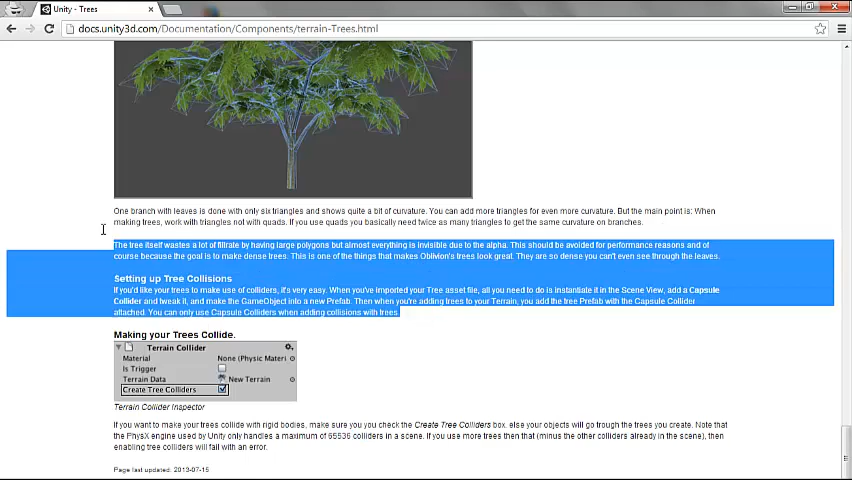 Unity - Trees
docs.unity3d.com/Documentation/Components/terrain-Trees.html
One branch with leaves is done with only six triangles and shows quite a bit of curvature. You can add more triangles for even more curvature. But the main point is: When
making trees, work with triangles not with quads. If you use quads you basically need twice as many triangles to get the same curvature on branches.
The tree itself wastes a lot of fillrate by having large polygons but almost everything is invisible due to the alpha. This should be avoided for performance reasons and of
course because the goal is to make dense trees. This is one of the things that makes Oblivion's trees look great. They are so dense you can't even see through the leaves.
Setting up Tree Collisions
If you'd like your trees to make use of colliders, it's very easy. When you've imported your Tree asset file, all you need to do is instantiate it in the Scene View, add a Capsule
Collider and tweak it, and make the GameObject into a new Prefab. Then when you're adding trees to your Terrain, you add the tree Prefab with the Capsule Collider
attached. You can only use Capsule Colliders when adding collisions with trees.
Making your Trees Collide.
Terrain Collider
Material None (Physic Materi
Is Trigger
Terrain Data New Terrain
Create Tree Colliders
Terrain Collider Inspector
If you want to make your trees collide with rigid bodies, make sure you you check the Create Tree Colliders box. else your objects will go trough the trees you create. Note that
the PhysX engine used by Unity only handles a maximum of 65536 colliders in a scene. If you use more trees then that (minus the other colliders already in the scene), then
enabling tree colliders will fail with an error.
Page last updated: 2013-07-16